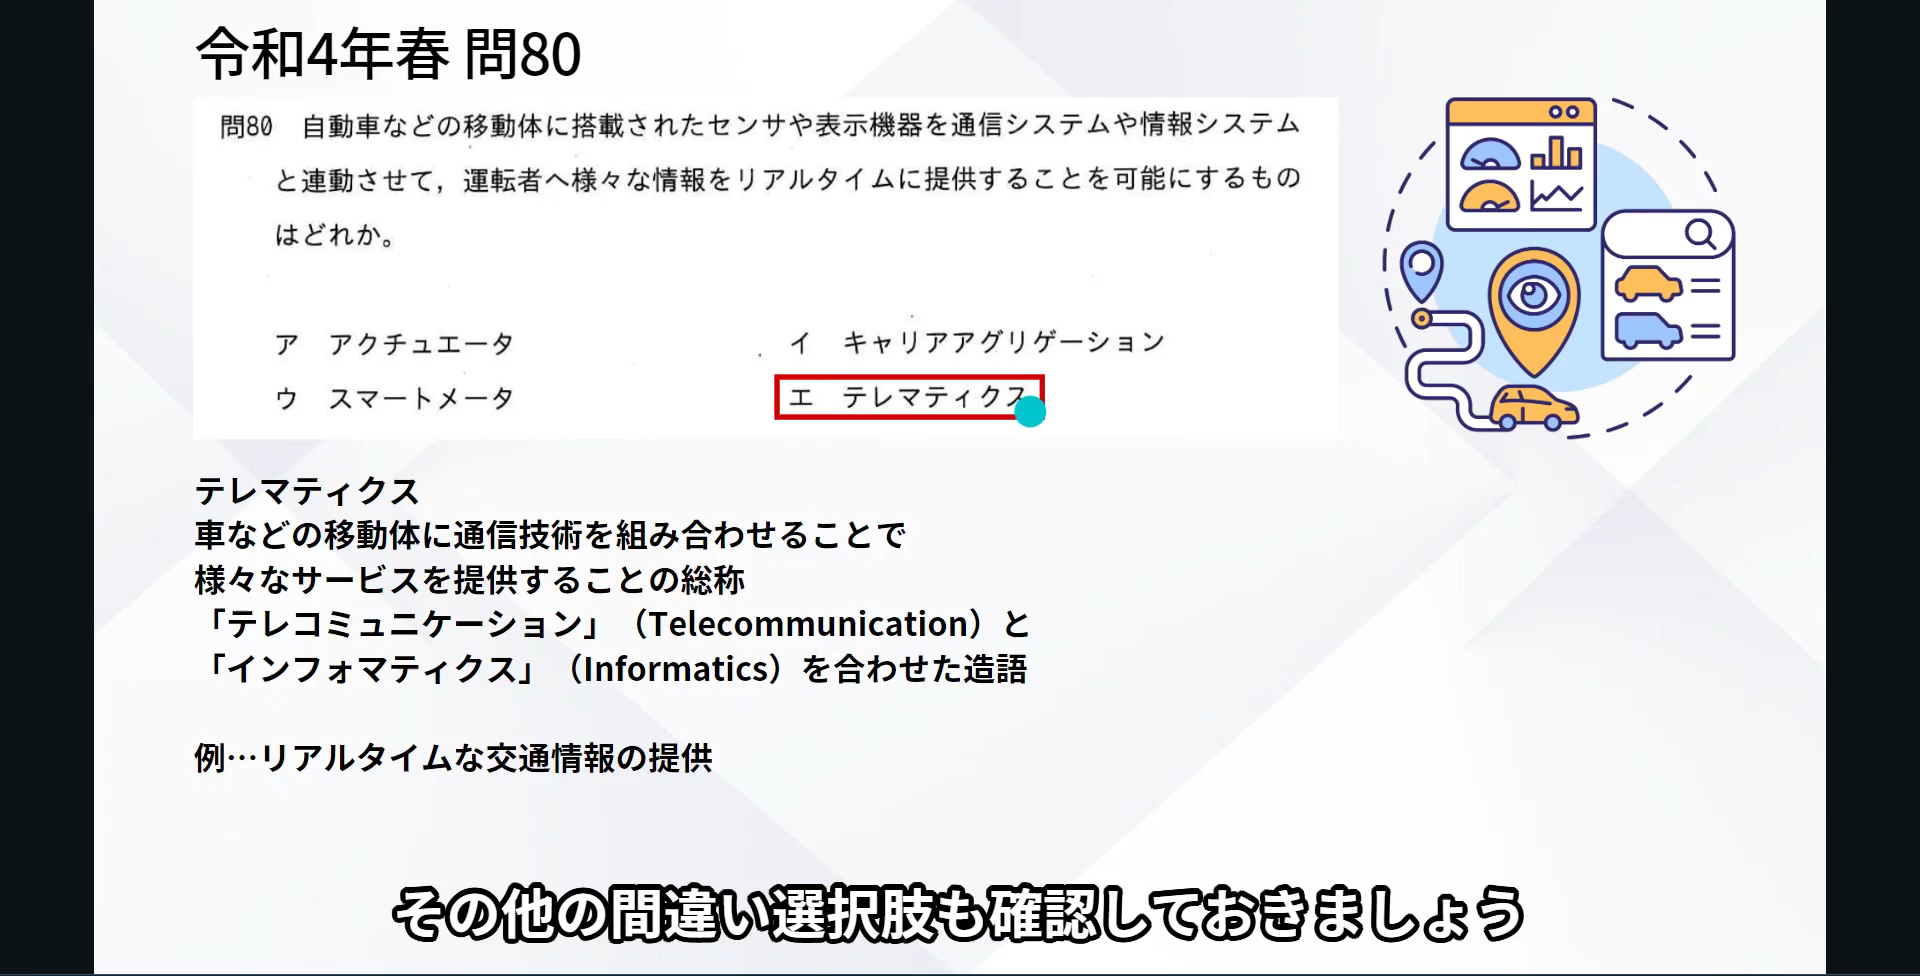 令和4年春 問80
問80　自動車などの移動体に搭載されたセンサや表示機器を通信システムや情報システム
と連動させて，運転者へ様々な情報をリアルタイムに提供することを可能にするもの
はどれか。
ア　アクチュエータ
イ　キャリアアグリゲーション
ウ　スマートメータ
エ　テレマティクス
テレマティクス
車などの移動体に通信技術を組み合わせることで
様々なサービスを提供することの総称
「テレコミュニケーション」（Telecommunication）と
「インフォマティクス」（Informatics）を合わせた造語
例…リアルタイムな交通情報の提供
その他の間違い選択肢も確認しておきましょう